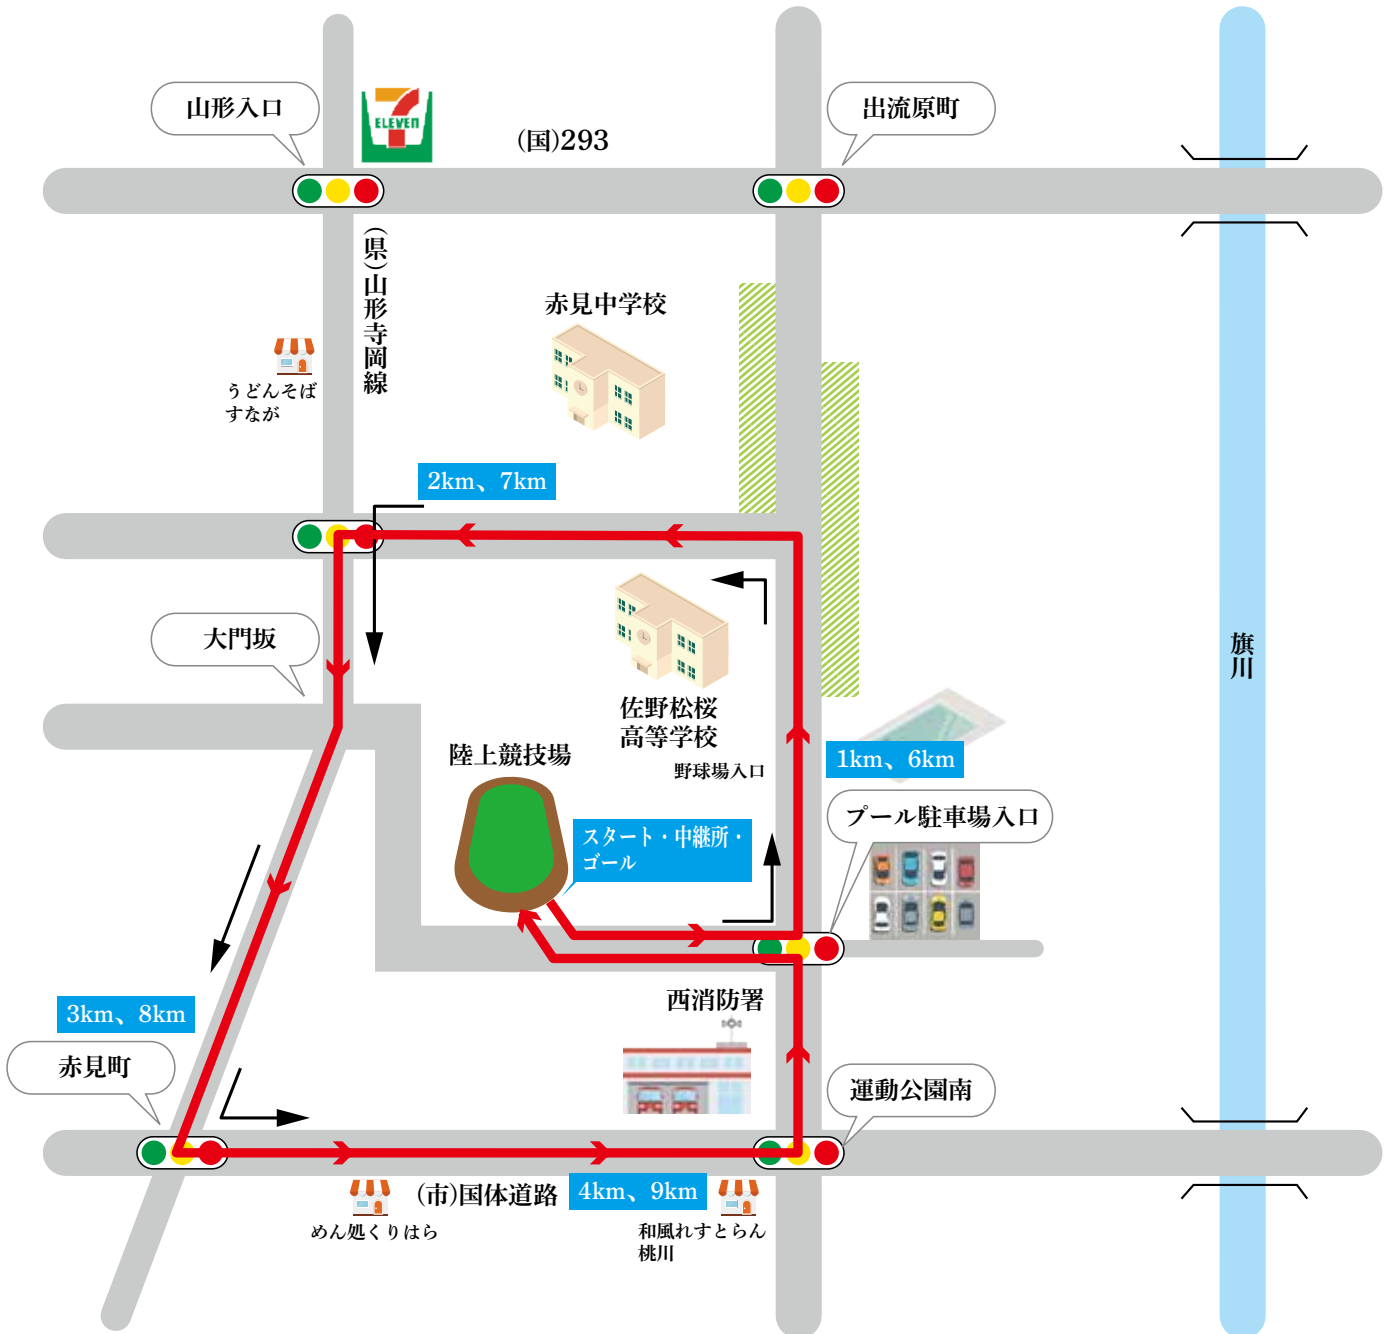 山形入口
ELEVEN
(国)293
出流原町
(県)山形寺岡線
赤見中学校
うどんそば
すなが
2km、7km
大門坂
佐野松桜
高等学校
旗川
陸上競技場
野球場入口
1km、6km
プール駐車場入口
スタート・中継所・
ゴール
西消防署
3km、8km
赤見町
運動公園南
(市)国体道路
4km、9km
めん処くりはら
和風れすとらん
桃川